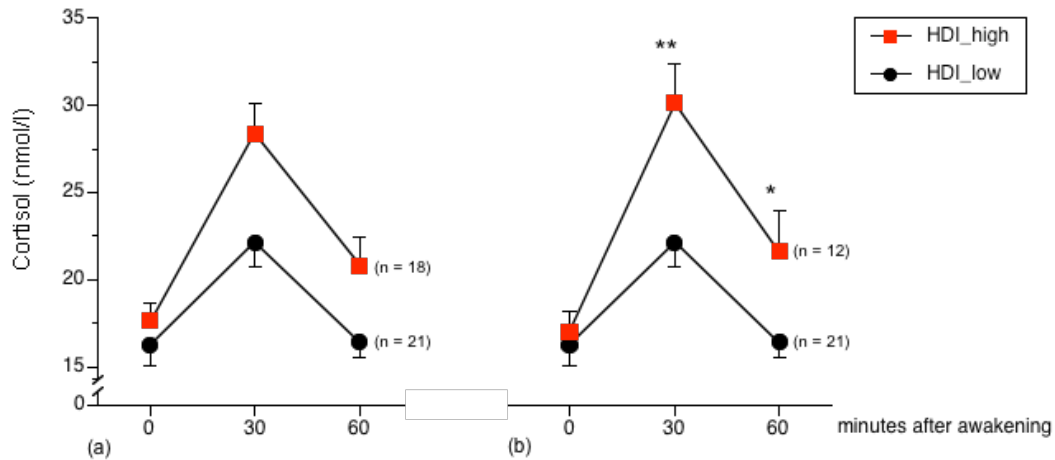 35
30
25
20
15
0
Cortisol (nmol/l)
(n = 18)
(n = 21)
0 30 60
(a)
**
*
(n = 12)
(n = 21)
0 30 60
(b)
minutes after awakening
HDI_high
HDI_low